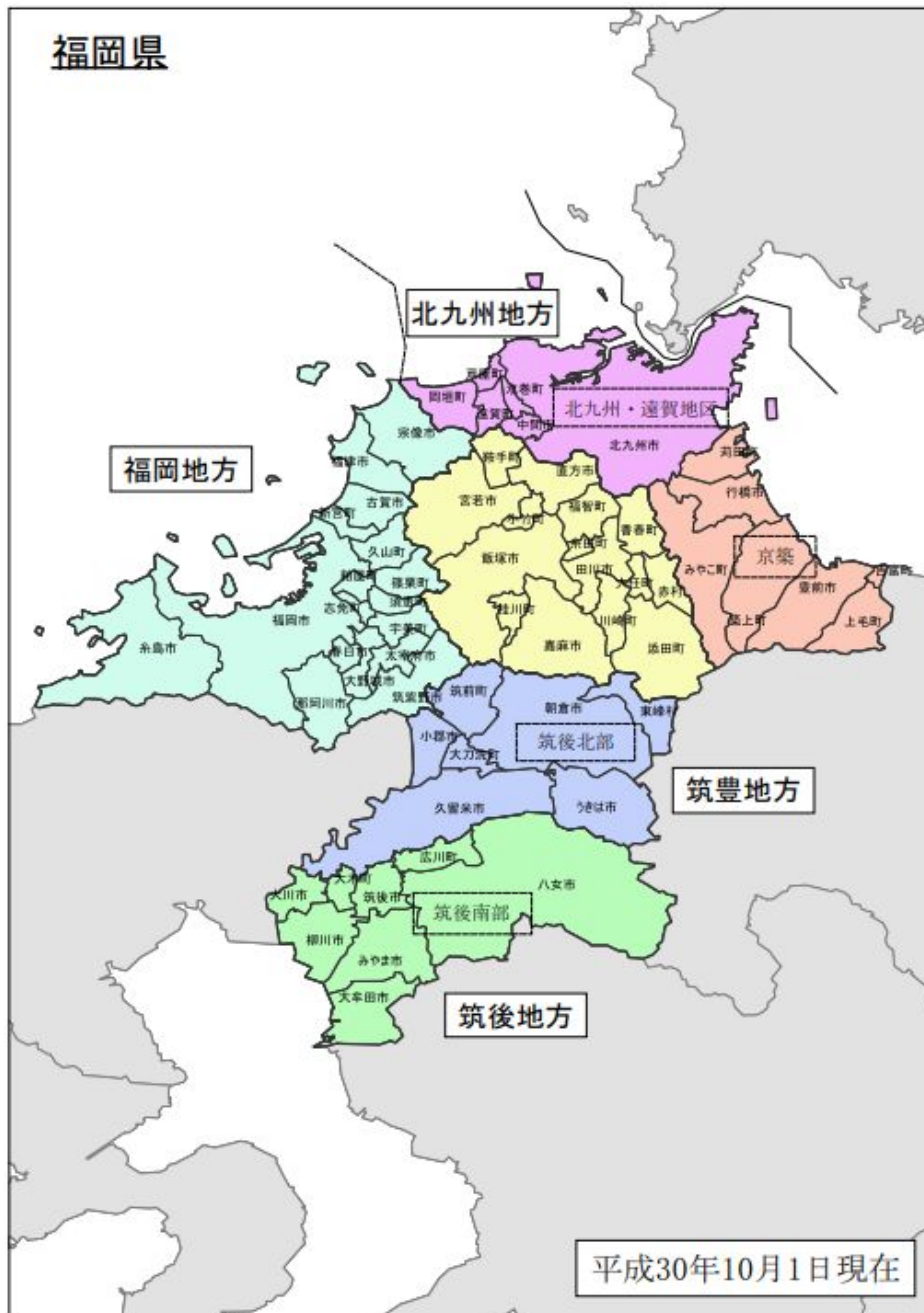 福岡県
北九州地方
芦屋町
水巻町
岡垣町
遠賀町
中間市
北九州・遠賀地区
北九州市
苅田町
行橋市
京築
みやこ町
築上町
豊前市
吉富町
上毛町
福岡地方
宗像市
福津市
古賀市
新宮町
久山町
粕屋町
篠栗町
志免町
須恵町
宇美町
福岡市
糸島市
春日市
太宰府市
大野城市
那珂川市
筑紫野市
鞍手町
直方市
宮若市
小竹町
福智町
香春町
糸田町
飯塚市
田川市
大任町
赤村
桂川町
川崎町
嘉麻市
添田町
筑前町
朝倉市
東峰村
小郡市
大刀洗町
筑後北部
筑豊地方
久留米市
うきは市
広川町
大木町
大川市
筑後市
八女市
筑後南部
柳川市
みやま市
大牟田市
筑後地方
平成30年10月1日現在